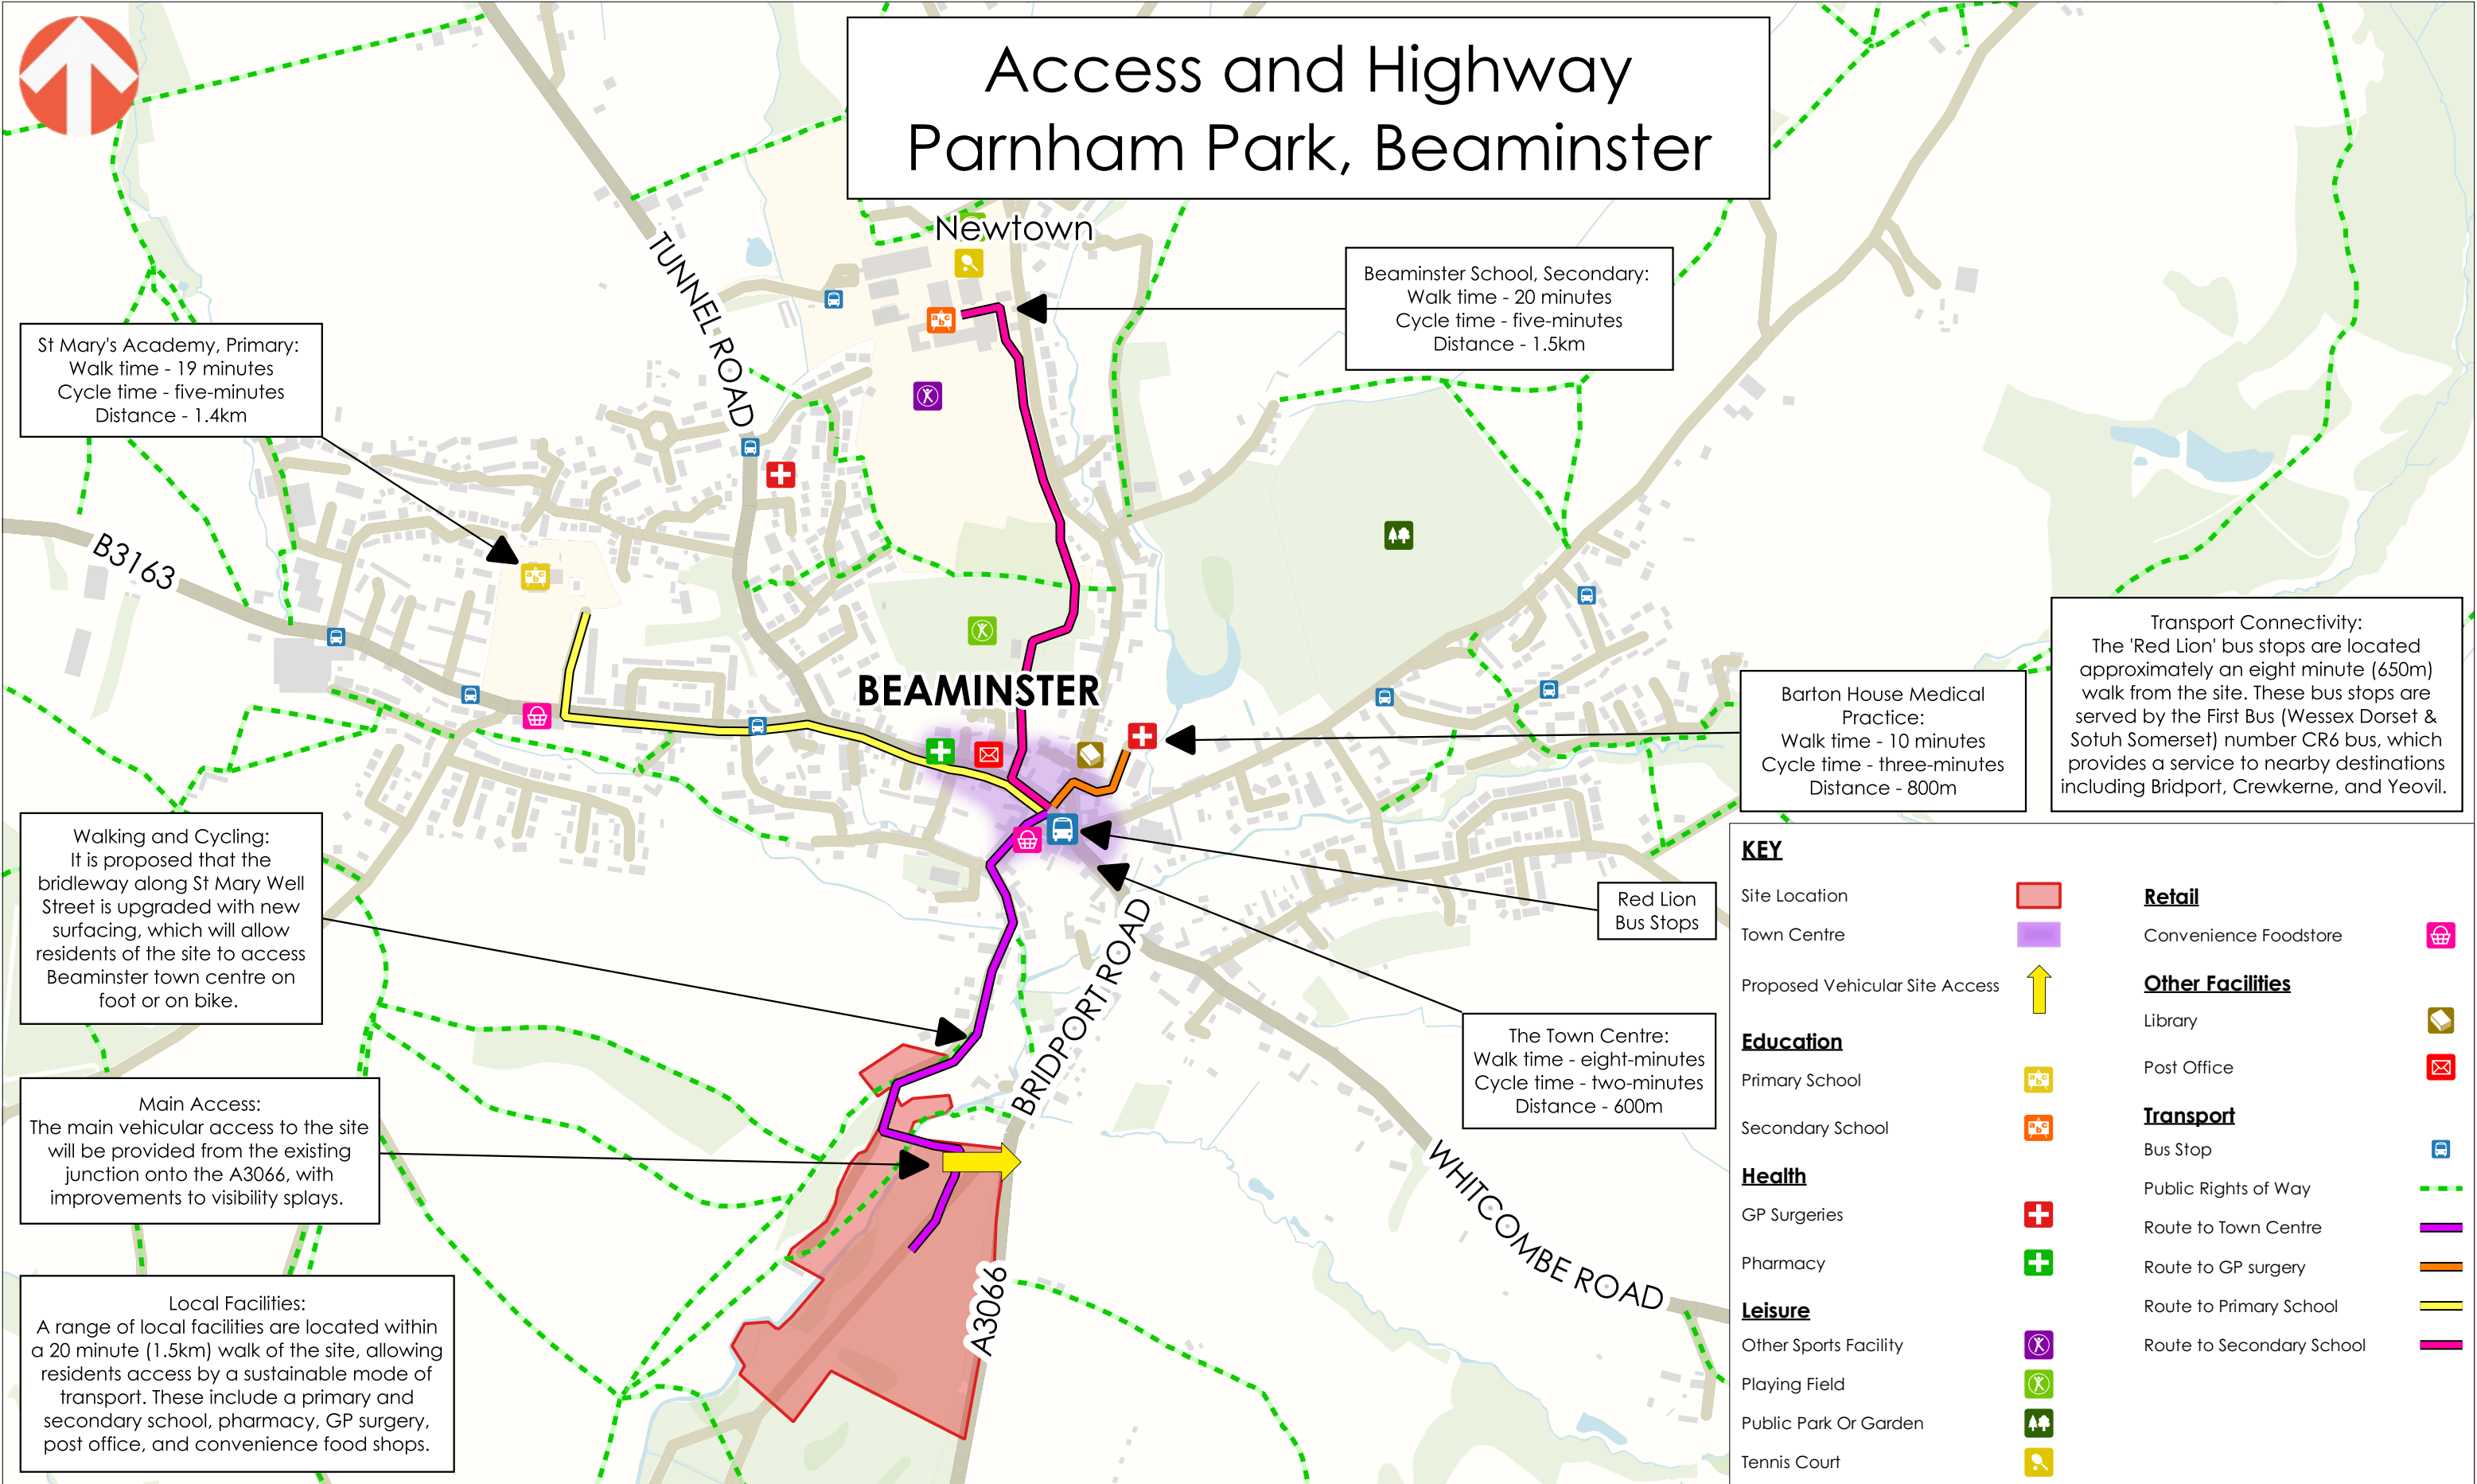 Access and Highway
Parnham Park, Beaminster
Newtown
TUNNEL ROAD
Beaminster School, Secondary:
Walk time - 20 minutes
Cycle time - five-minutes
Distance - 1.5km
St Mary's Academy, Primary:
Walk time - 19 minutes
Cycle time - five-minutes
Distance - 1.4km
B3163
BEAMINSTER
Transport Connectivity:
The 'Red Lion' bus stops are located
approximately an eight minute (650m)
walk from the site. These bus stops are
served by the First Bus (Wessex Dorset &
Sotuh Somerset) number CR6 bus, which
provides a service to nearby destinations
including Bridport, Crewkerne, and Yeovil.
Barton House Medical
Practice:
Walk time - 10 minutes
Cycle time - three-minutes
Distance - 800m
Walking and Cycling:
It is proposed that the
bridleway along St Mary Well
Street is upgraded with new
surfacing, which will allow
residents of the site to access
Beaminster town centre on
foot or on bike.
Red Lion
Bus Stops
BRIDPORT ROAD
The Town Centre:
Walk time - eight-minutes
Cycle time - two-minutes
Distance - 600m
Main Access:
The main vehicular access to the site
will be provided from the existing
junction onto the A3066, with
improvements to visibility splays.
WHITCOMBE ROAD
A3066
Local Facilities:
A range of local facilities are located within
a 20 minute (1.5km) walk of the site, allowing
residents access by a sustainable mode of
transport. These include a primary and
secondary school, pharmacy, GP surgery,
post office, and convenience food shops.
KEY
Site Location
Town Centre
Proposed Vehicular Site Access
Education
Primary School
Secondary School
Health
GP Surgeries
Pharmacy
Leisure
Other Sports Facility
Playing Field
Public Park Or Garden
Tennis Court
Retail
Convenience Foodstore
Other Facilities
Library
Post Office
Transport
Bus Stop
Public Rights of Way
Route to Town Centre
Route to GP surgery
Route to Primary School
Route to Secondary School